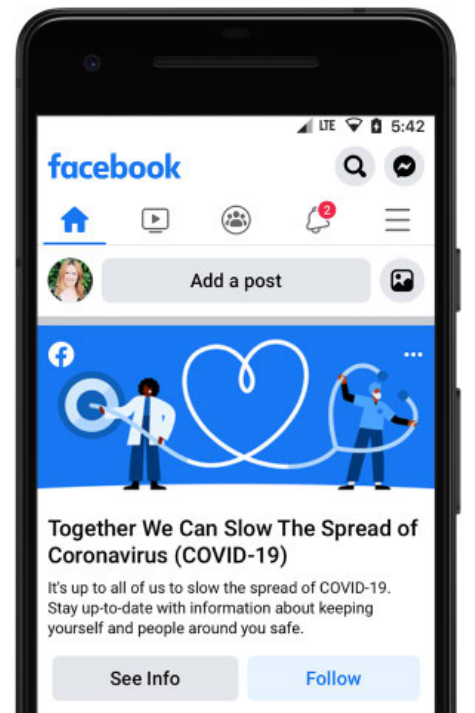 LTE 5:42
facebook
2
Add a post
Together We Can Slow The Spread of
Coronavirus (COVID-19)
It's up to all of us to slow the spread of COVID-19.
Stay up-to-date with information about keeping
yourself and people around you safe.
See Info
Follow